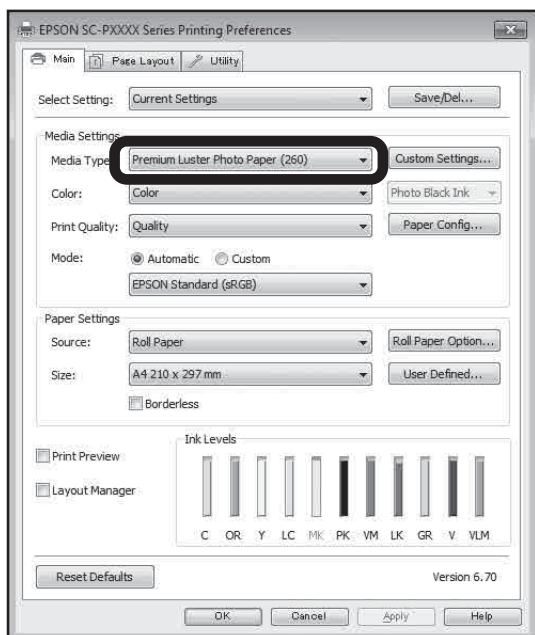 EPSON SC-PXXXX Series Printing Preferences
Main Page Layout Utility
Select Setting: Current Settings Save/Del...
Media Settings
Media Type: Premium Luster Photo Paper (260) Custom Settings...
Color: Color Photo Black Ink
Print Quality: Quality Paper Config...
Mode: Automatic Custom
EPSON Standard (sRGB)
Paper Settings
Source: Roll Paper Roll Paper Option...
Size: A4 210 x 297 mm User Defined...
Borderless
Ink Levels
Print Preview
Layout Manager
C OR Y LC MK PK VM LK GR V VLM
Reset Defaults Version 6.70
OK Cancel Apply Help